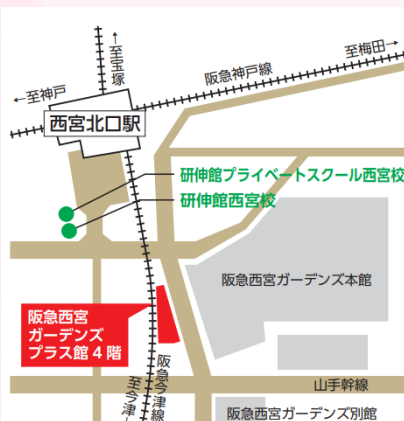 ↑至宝塚
←至神戸
阪急神戸線
至梅田→
西宮北口駅
研伸館プライベートスクール西宮校
研伸館西宮校
阪急西宮ガーデンズ本館
阪急西宮
ガーデンズ
プラス館 4 階
阪急今津線
至今津
山手幹線
阪急西宮ガーデンズ別館